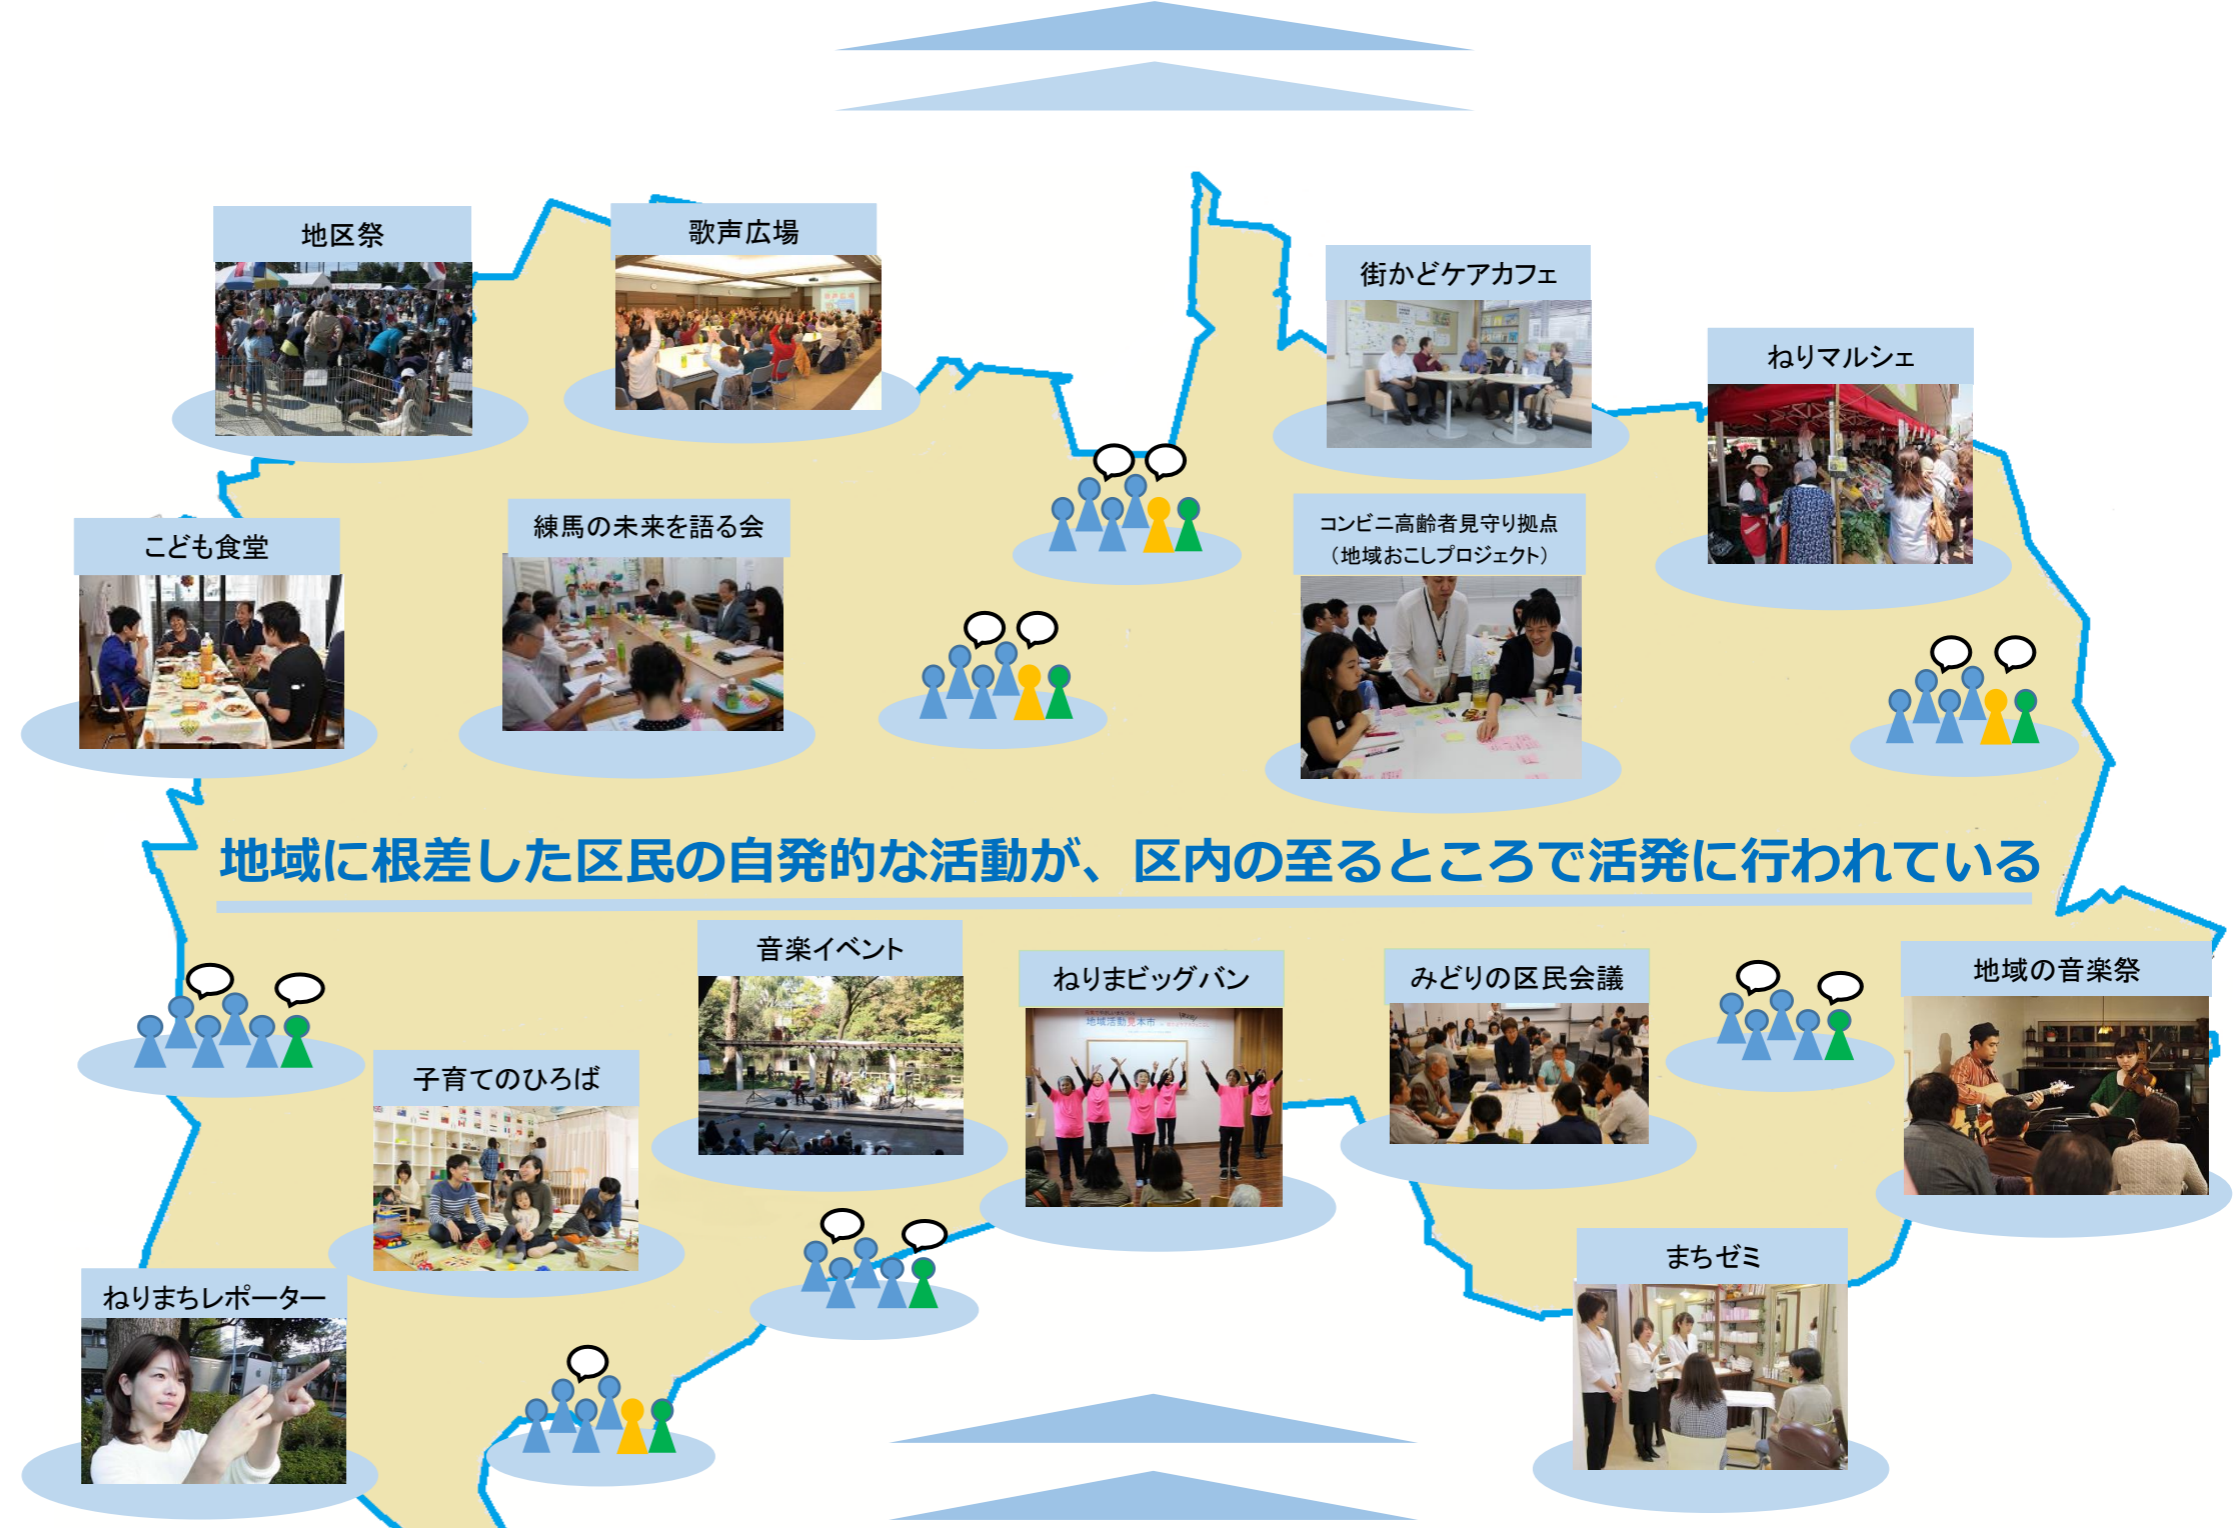 地区祭
歌声広場
街かどケアカフェ
ねりマルシェ
こども食堂
練馬の未来を語る会
コンビニ高齢者見守り拠点
（地域おこしプロジェクト）
地域に根差した区民の自発的な活動が、区内の至るところで活発に行われている
音楽イベント
ねりまビッグバン
地域活動見本市
みどりの区民会議
地域の音楽祭
子育てのひろば
まちゼミ
ねりまちレポーター